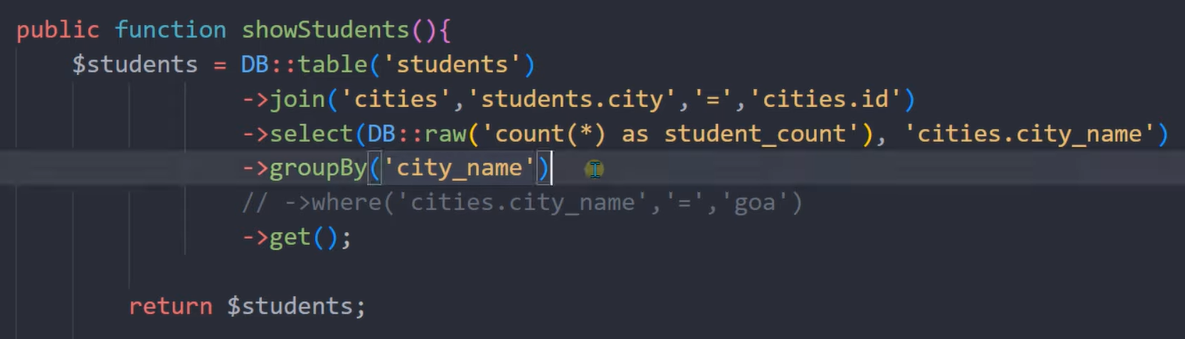 public function showStudents(){
$students = DB::table('students')
->join('cities','students.city','=','cities.id')
->select(DB::raw('count(*) as student_count'), 'cities.city_name')
->groupBy('city_name')
// ->where('cities.city_name','=','goa')
->get();
return $students;